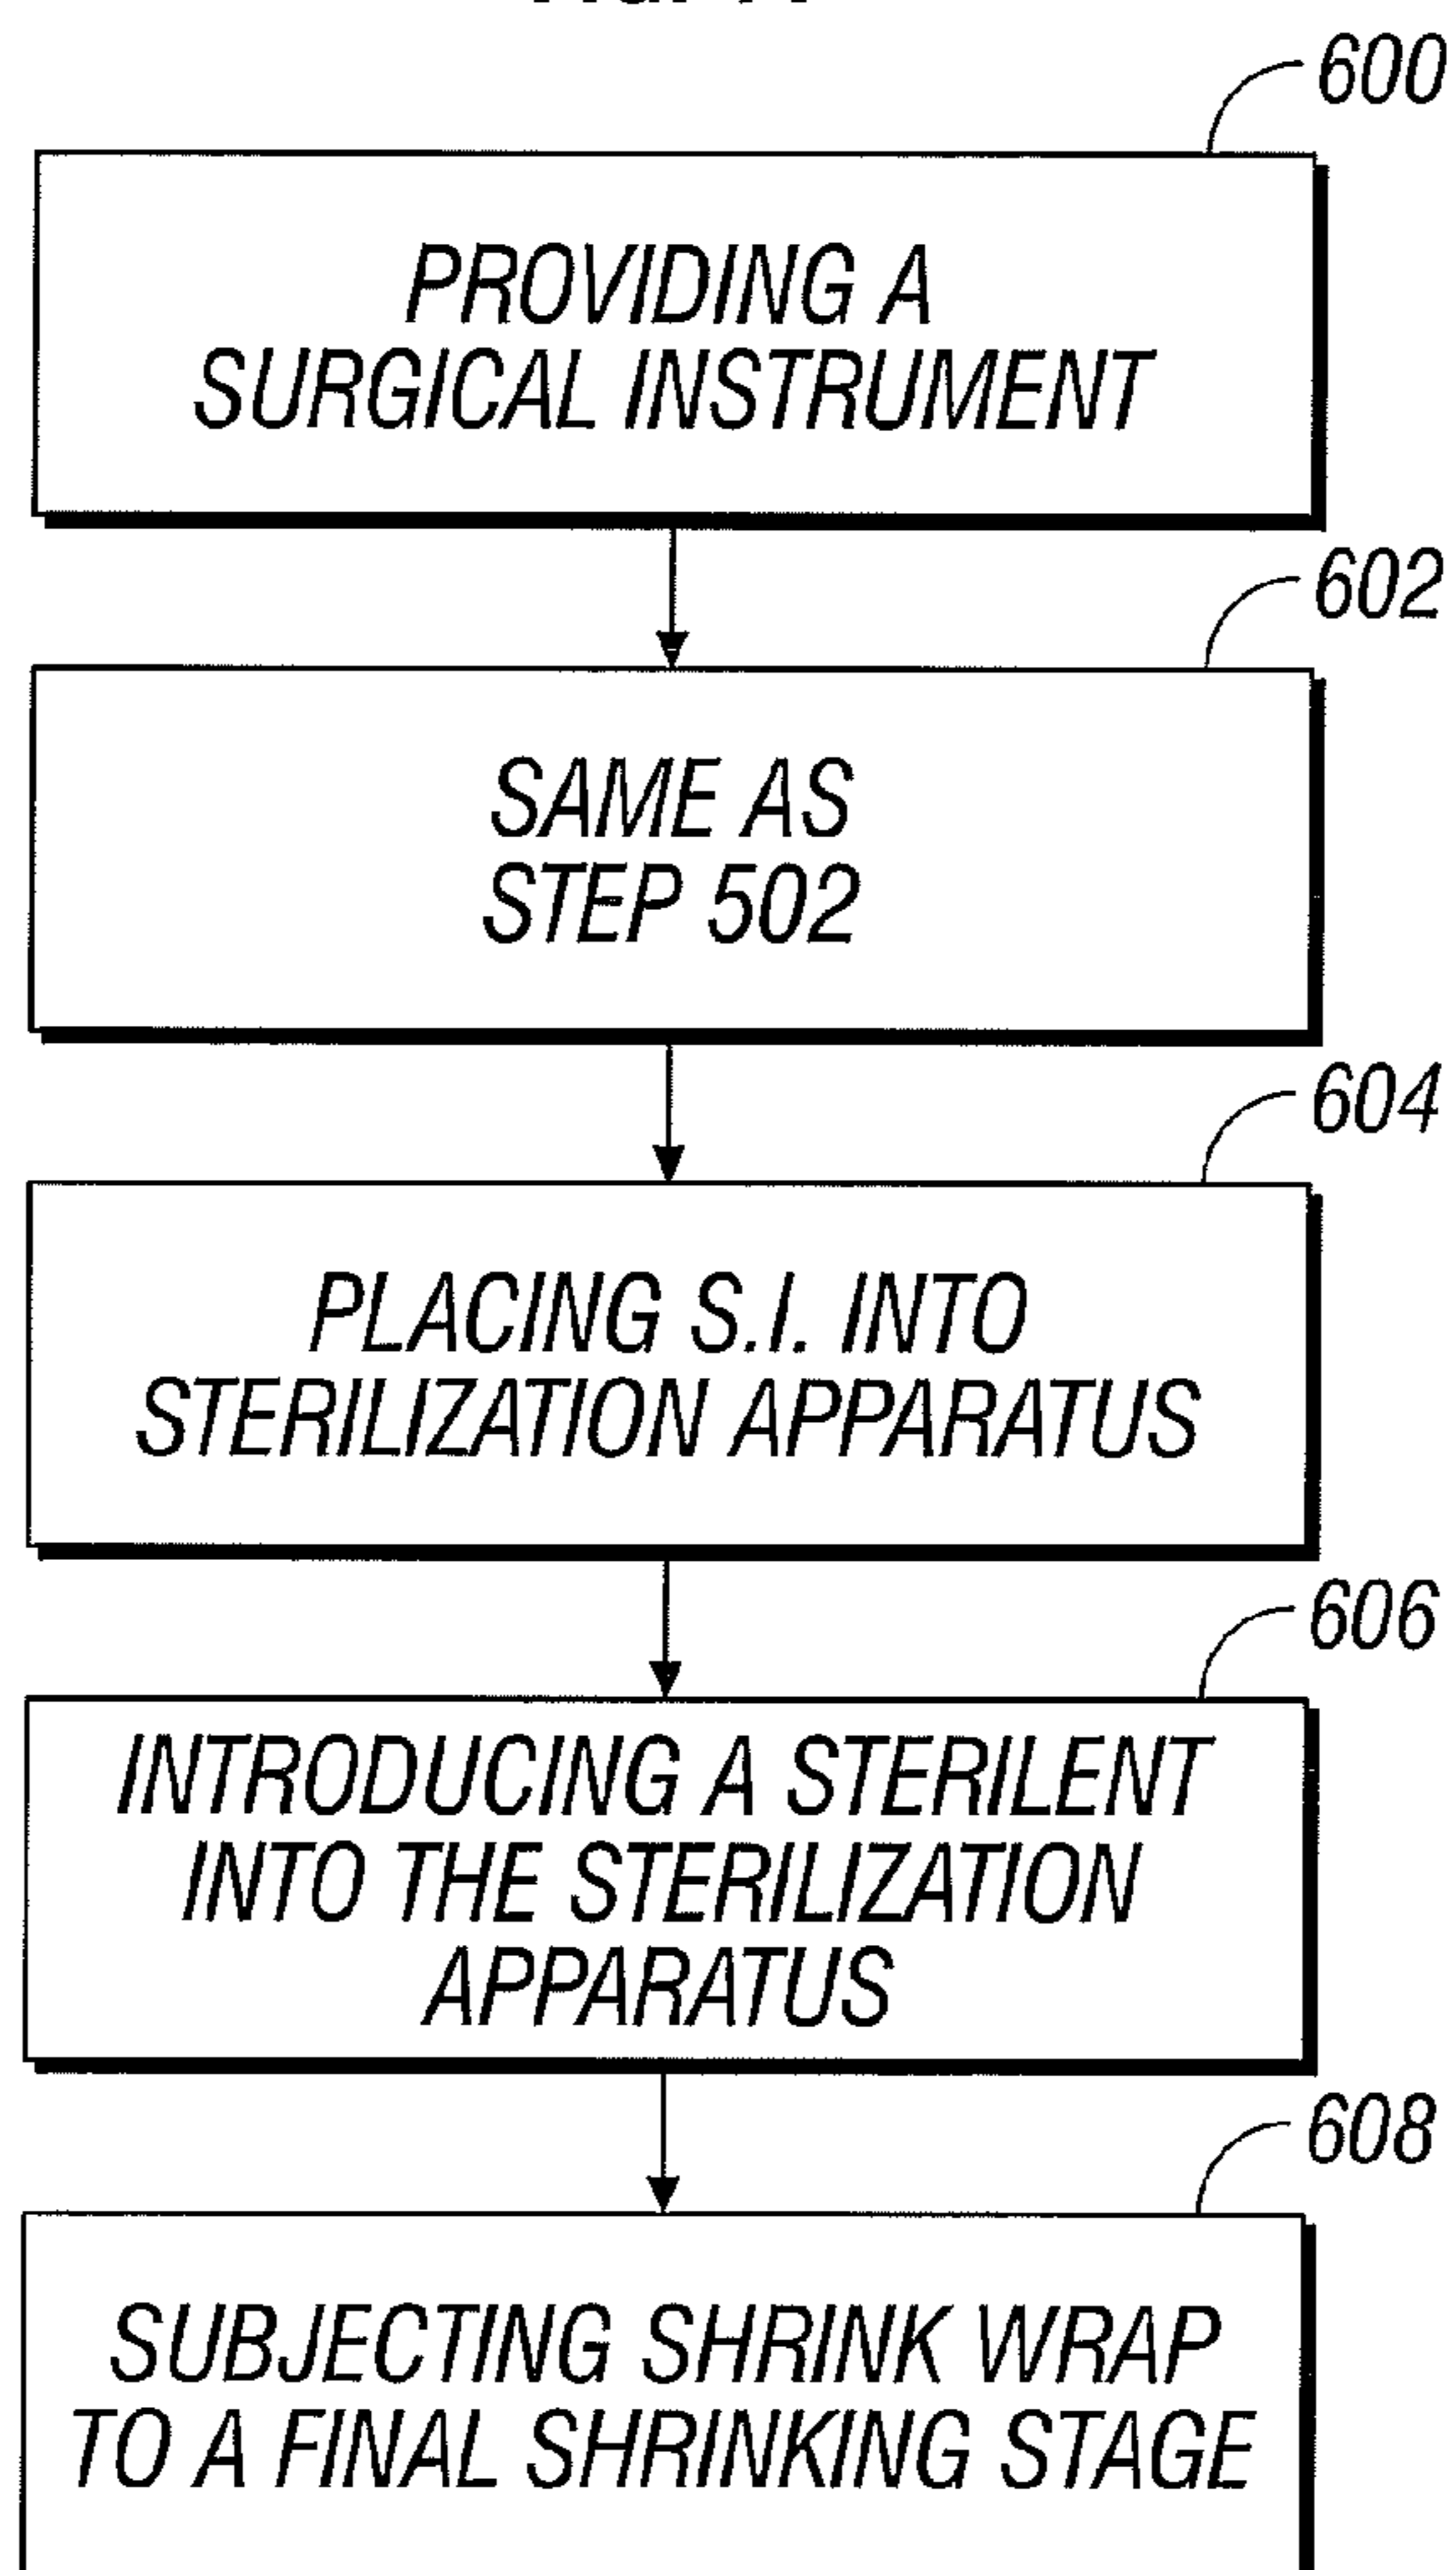 600
PROVIDING A
SURGICAL INSTRUMENT
602
SAME AS
STEP 502
604
PLACING S.I. INTO
STERILIZATION APPARATUS
606
INTRODUCING A STERILENT
INTO THE STERILIZATION
APPARATUS
608
SUBJECTING SHRINK WRAP
TO A FINAL SHRINKING STAGE